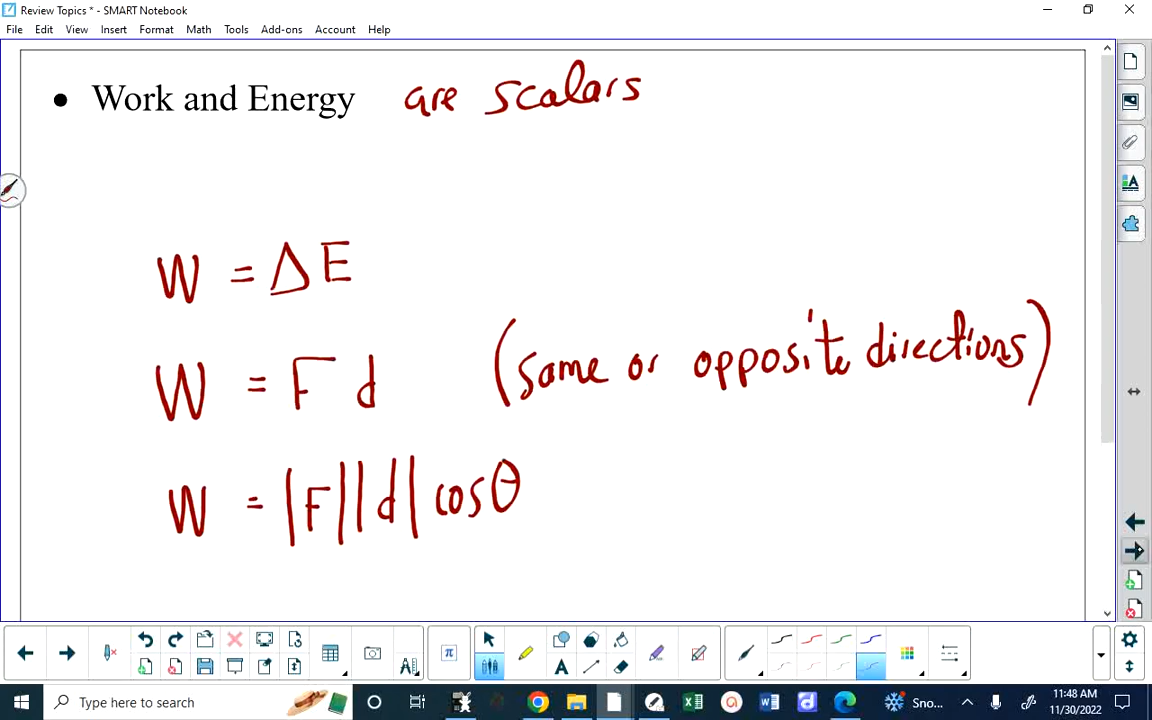 Review Topics * - SMART Notebook
File Edit View Insert Format Math Tools Add-ons Account Help
• Work and Energy are scalars
W = ΔE
W = F d (same or opposite directions)
W = |F||d| cosθ
π
A
Type here to search
Sno...
11:48 AM
11/30/2022